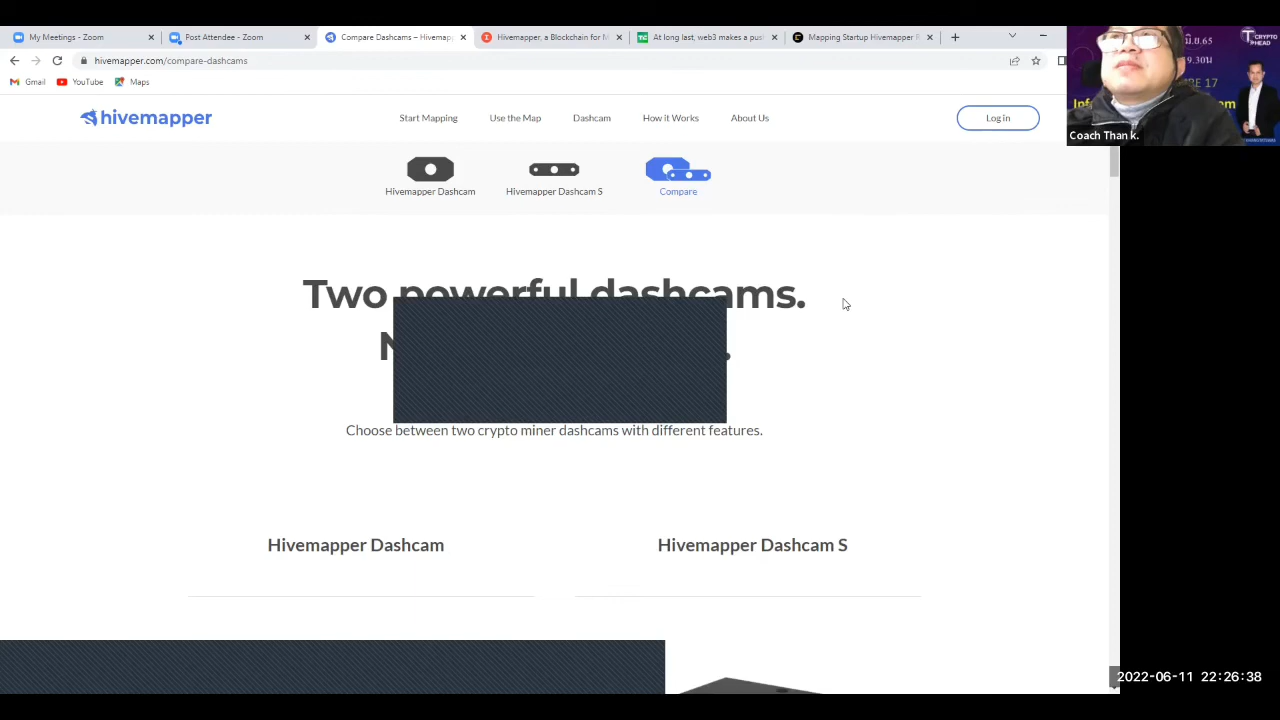 My Meetings - Zoom
Post Attendee - Zoom
Compare Dashcams – Hivemapp
Hivemapper, a Blockchain for M
At long last, web3 makes a pus
Mapping Startup Hivemapper R
hivemapper.com/compare-dashcams
Gmail
YouTube
Maps
hivemapper
Start Mapping
Use the Map
Dashcam
How it Works
About Us
Log in
Hivemapper Dashcam
Hivemapper Dashcam S
Compare
Two powerful dashcams.
Choose between two crypto miner dashcams with different features.
Hivemapper Dashcam
Hivemapper Dashcam S
CRYPTO
Coach Than k.
2022-06-11 22:26:38